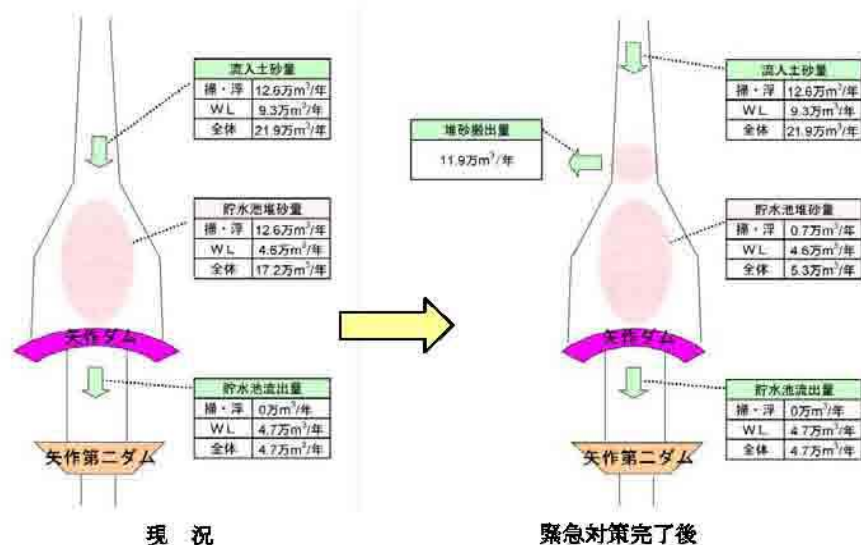 流入土砂量
掃・浮 12.6万m³/年
WL 9.3万m³/年
全体 21.9万m³/年
貯水池堆砂量
掃・浮 12.6万m³/年
WL 4.6万m³/年
全体 17.2万m³/年
矢作ダム
貯水池流出量
掃・浮 0万m³/年
WL 4.7万m³/年
全体 4.7万m³/年
矢作第二ダム
現 況
流入土砂量
掃・浮 12.6万m³/年
WL 9.3万m³/年
全体 21.9万m³/年
堆砂搬出量
11.9万m³/年
貯水池堆砂量
掃・浮 0.7万m³/年
WL 4.6万m³/年
全体 5.3万m³/年
矢作ダム
貯水池流出量
掃・浮 0万m³/年
WL 4.7万m³/年
全体 4.7万m³/年
矢作第二ダム
緊急対策完了後